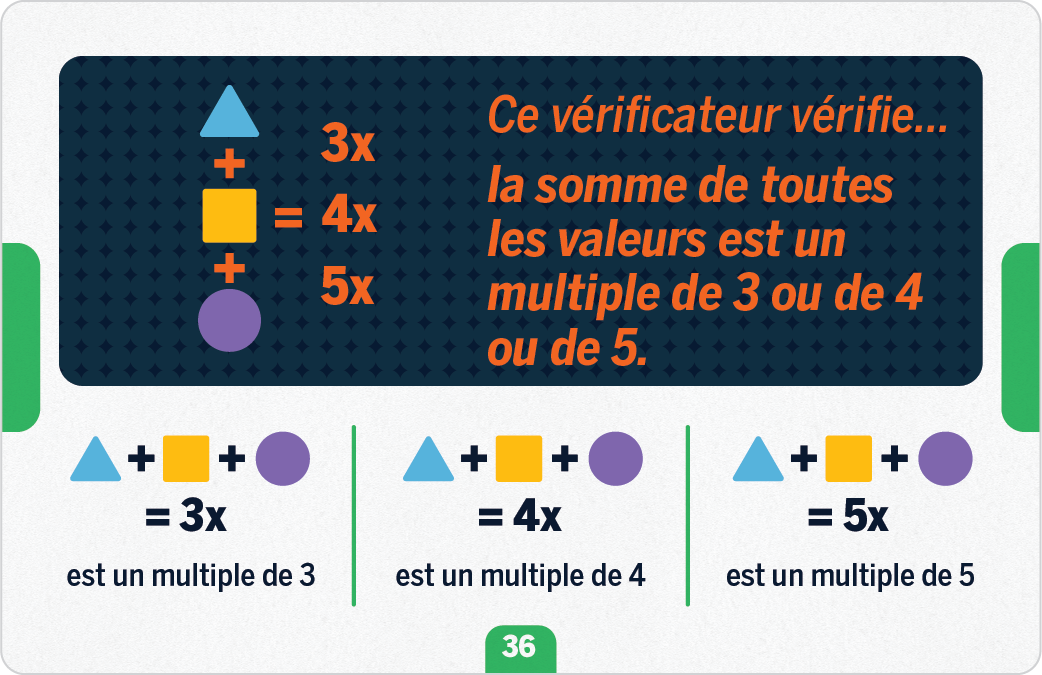 +
3x
= 4x
+
5x
Ce vérificateur vérifie...
la somme de toutes
les valeurs est un
multiple de 3 ou de 4
ou de 5.
+ +
= 3x
est un multiple de 3
+ +
= 4x
est un multiple de 4
+ +
= 5x
est un multiple de 5
36